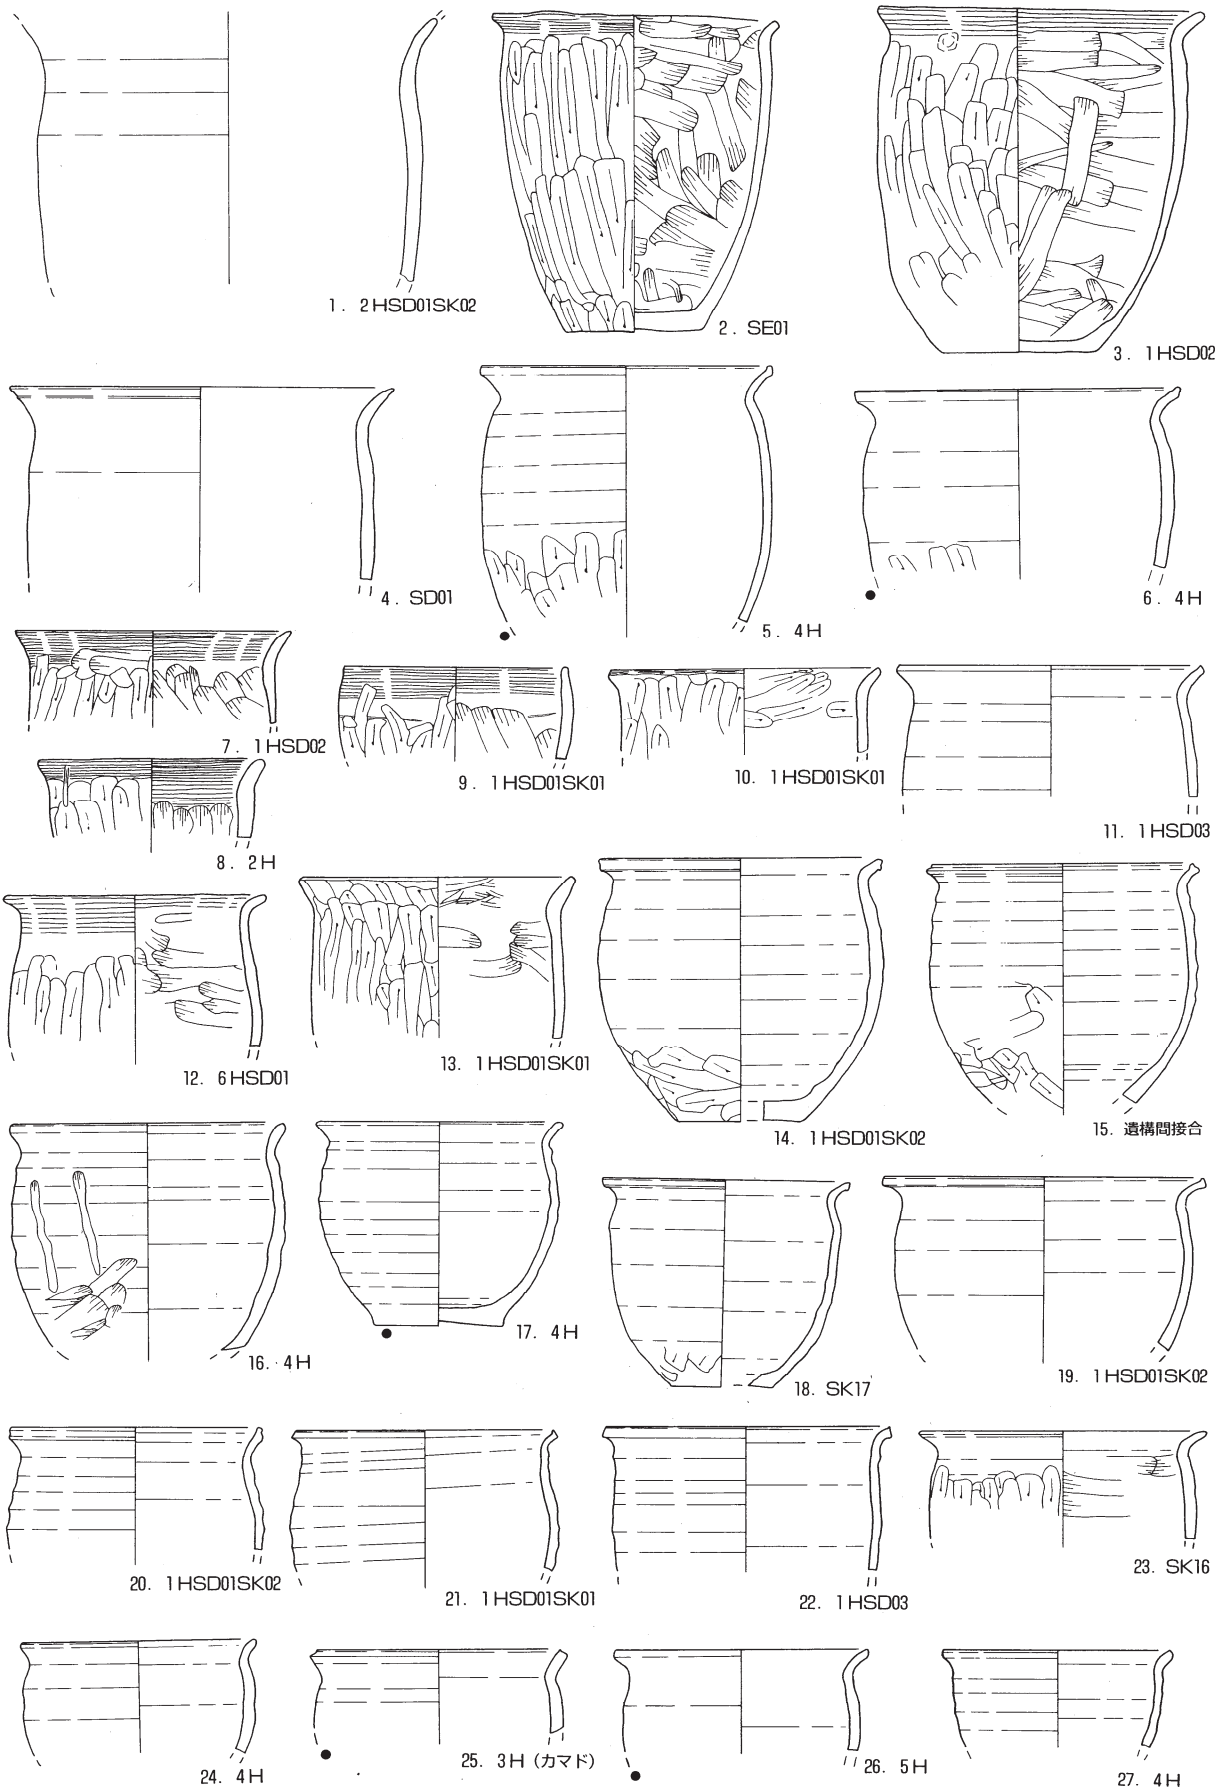 1. 2HSD01SK02
2. SE01
3. 1HSD02
4. SD01
5. 4H
6. 4H
7. 1HSD02
8. 2H
9. 1HSD01SK01
10. 1HSD01SK01
11. 1HSD03
12. 6HSD01
13. 1HSD01SK01
14. 1HSD01SK02
15. 遺構間接合
16. 4H
17. 4H
18. SK17
19. 1HSD01SK02
20. 1HSD01SK02
21. 1HSD01SK01
22. 1HSD03
23. SK16
24. 4H
25. 3H(カマド)
26. 5H
27. 4H